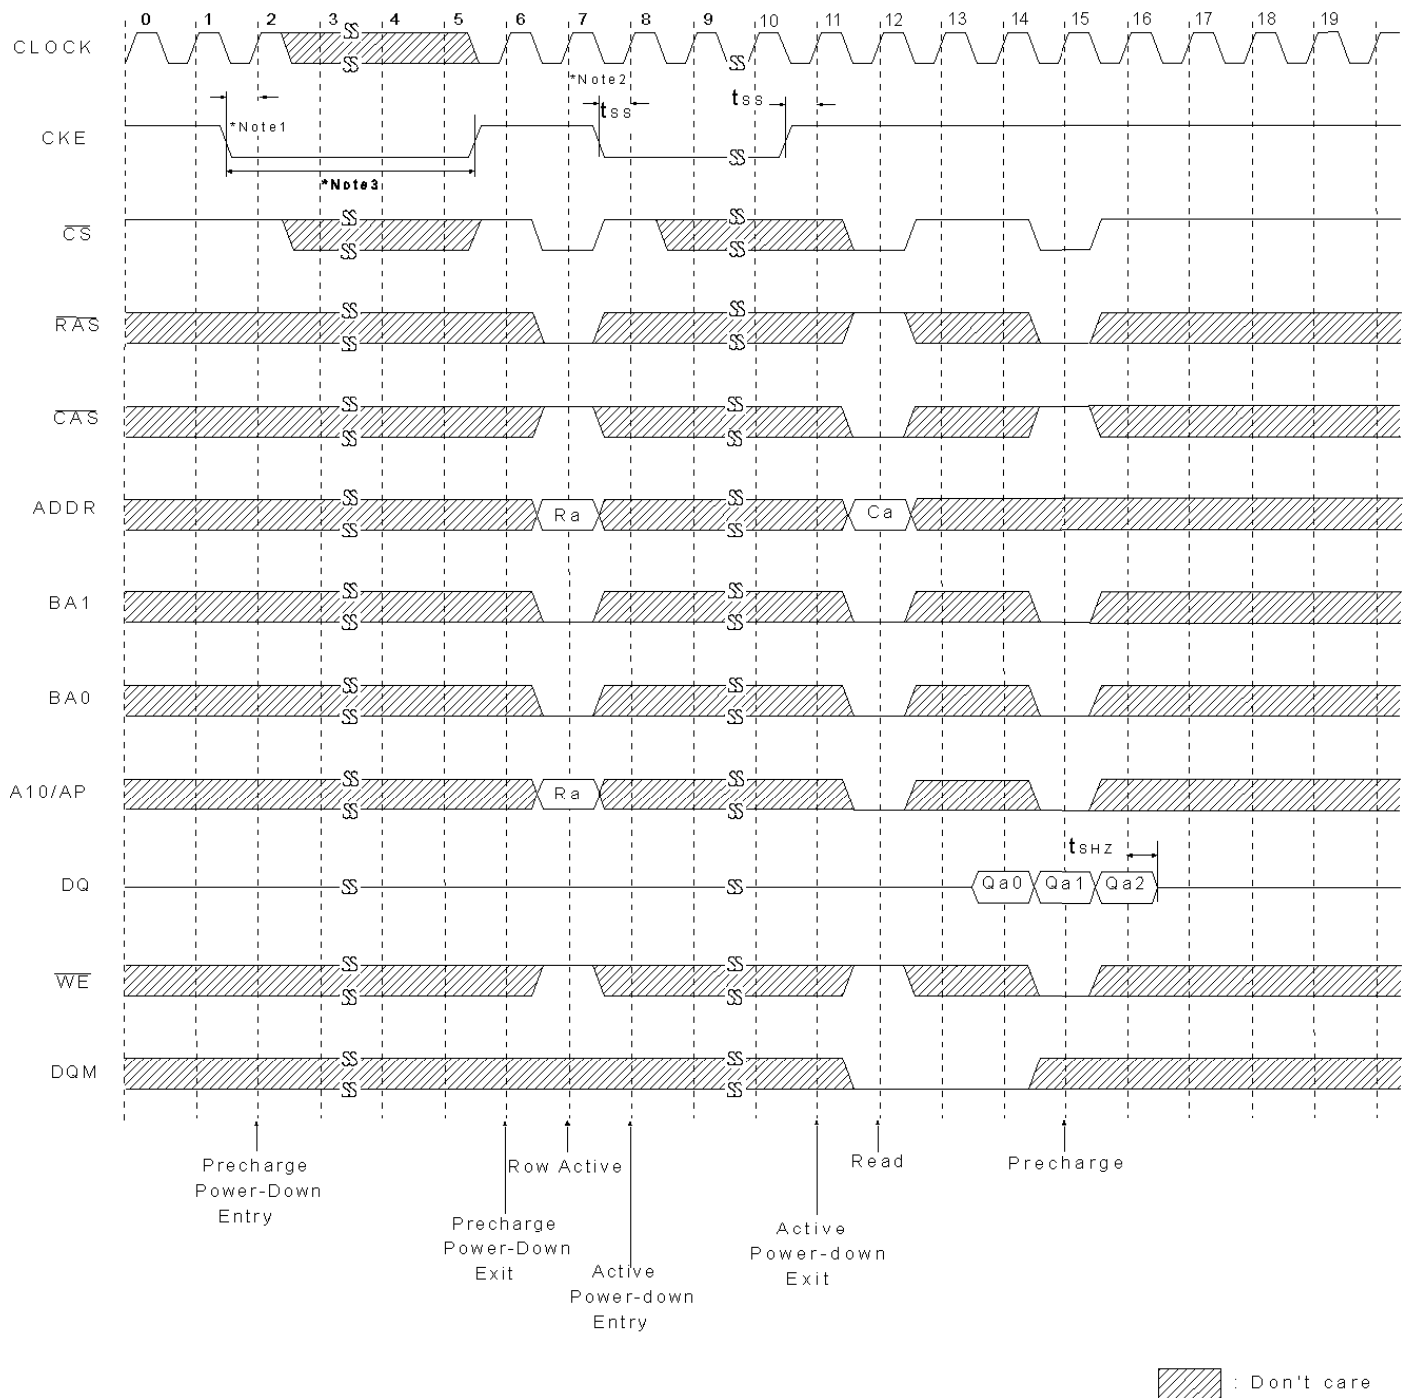 0 1 2 3 4 5 6 7 8 9 10 11 12 13 14 15 16 17 18 19
CLOCK
*Note2
tSS
tSS
*Note1
CKE
*Note3
CS
RAS
CAS
ADDR
Ra
Ca
BA1
BA0
A10/AP
Ra
tSHZ
DQ
Qa0 Qa1 Qa2
WE
DQM
Precharge
Power-Down
Entry
Row Active
Precharge
Power-Down
Exit
Active
Power-down
Entry
Active
Power-down
Exit
Read
Precharge
: Don't care